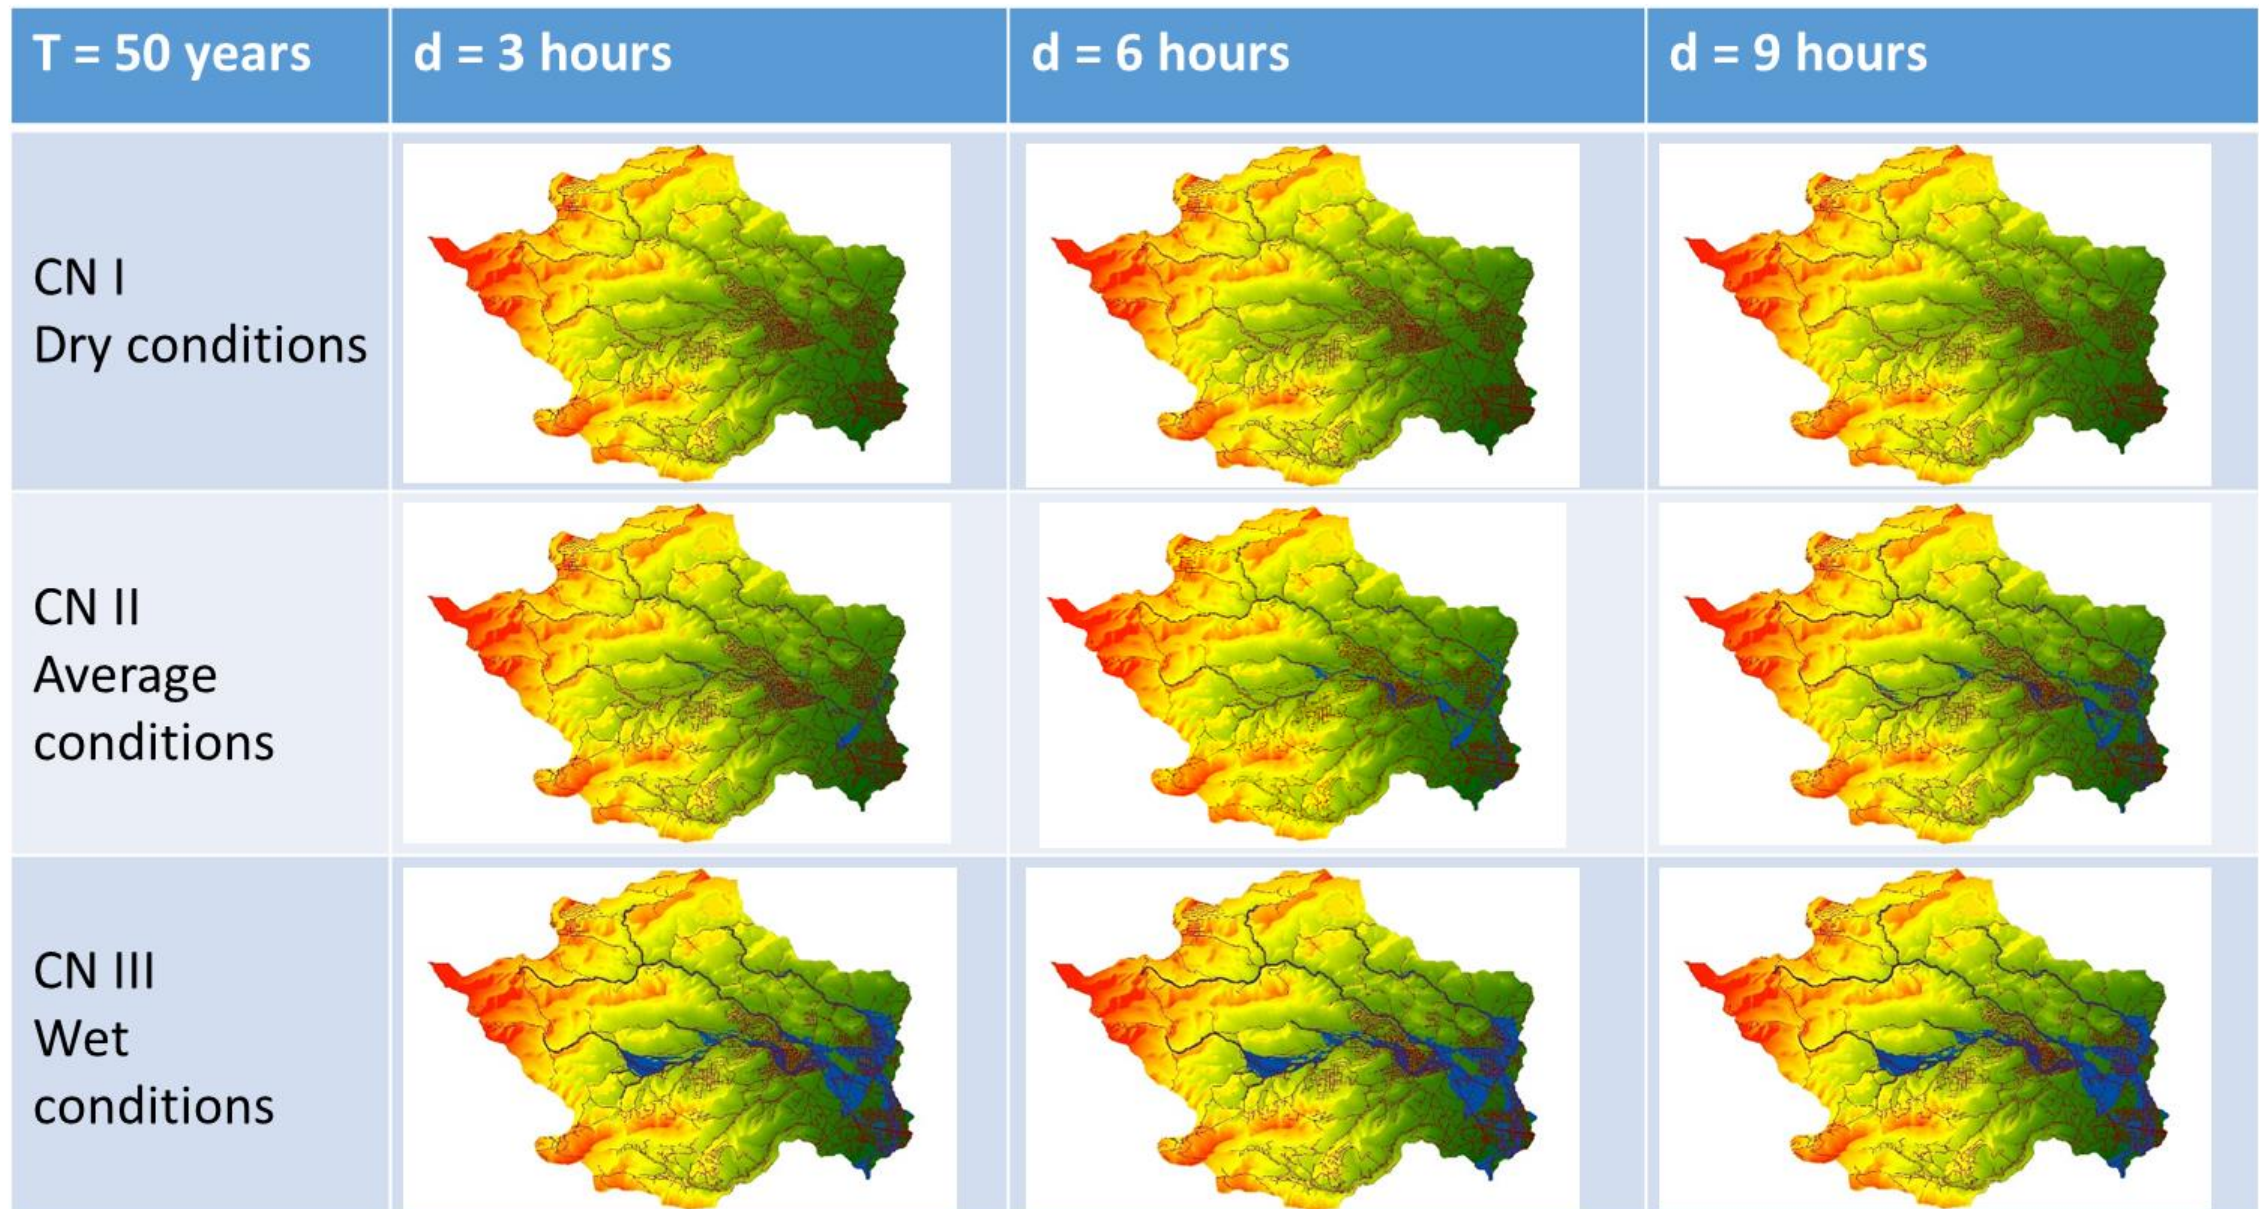 T = 50 years
d = 3 hours
d = 6 hours
d = 9 hours
CN I
Dry conditions
CN II
Average
conditions
CN III
Wet
conditions